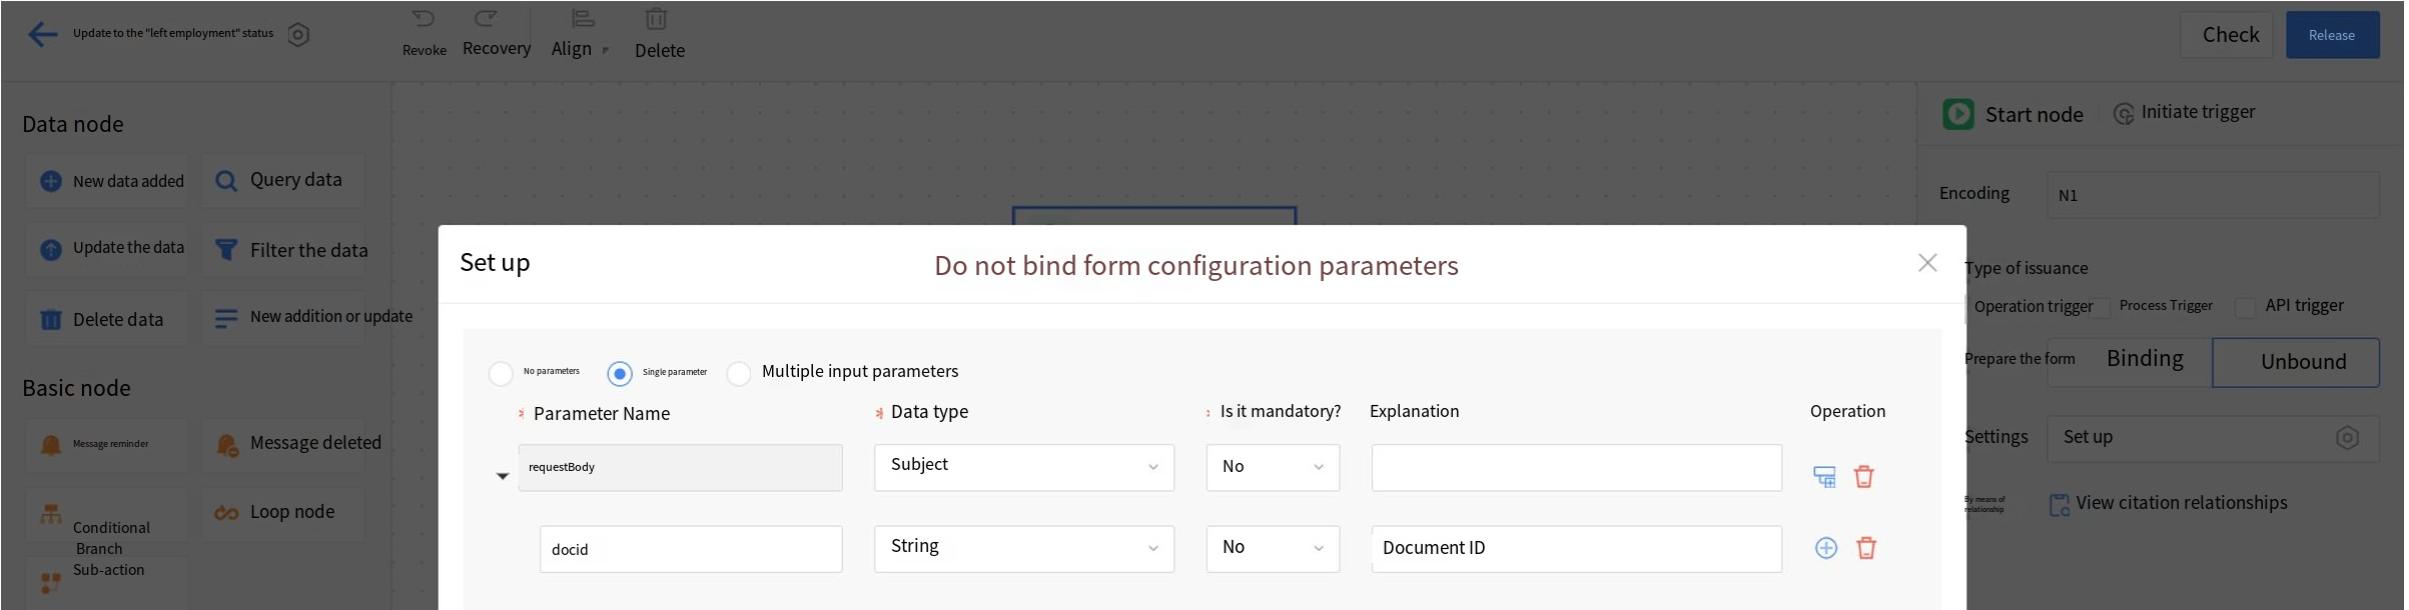 Update to the "left employment" status
Revoke
Recovery
Align
Delete
Check
Release
Data node
New data added
Query data
Update the data
Filter the data
Delete data
New addition or update
Basic node
Message reminder
Message deleted
Conditional
Branch
Loop node
Sub-action
Start node
Initiate trigger
Encoding
N1
Type of issuance
Operation trigger
Process Trigger
API trigger
Prepare the form
Binding
Unbound
Settings
Set up
By means of
relationship
View citation relationships
Set up
Do not bind form configuration parameters
No parameters
Single parameter
Multiple input parameters
* Parameter Name
* Data type
Is it mandatory?
Explanation
Operation
requestBody
Subject
No
docid
String
No
Document ID